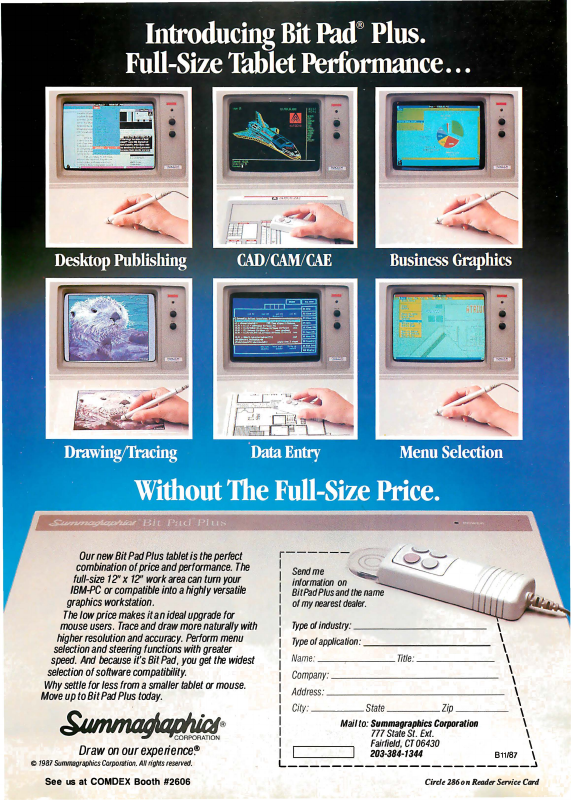 Introducing Bit Pad® Plus.
Full-Size Tablet Performance...
Desktop Publishing
CAD/CAM/CAE
Business Graphics
Drawing/Tracing
Data Entry
Menu Selection
Without The Full-Size Price.
Summagraphics Bit Pad Plus
Our new Bit Pad Plus tablet is the perfect
combination of price and performance. The
full-size 12" x 12" work area can turn your
IBM-PC or compatible into a highly versatile
graphics workstation.
The low price makes it an ideal upgrade for
mouse users. Trace and draw more naturally with
higher resolution and accuracy. Perform menu
selection and steering functions with greater
speed. And because it's Bit Pad, you get the widest
selection of software compatibility.
Why settle for less from a smaller tablet or mouse.
Move up to Bit Pad Plus today.
Summagraphics®
CORPORATION
Draw on our experience.®
© 1987 Summagraphics Corporation. All rights reserved.
See us at COMDEX Booth #2606
Send me
information on
Bit Pad Plus and the name
of my nearest dealer.
Type of industry:
Type of application:
Name: Title:
Company:
Address:
City: State Zip
Mail to: Summagraphics Corporation
777 State St. Ext.
Fairfield, CT 06430
203-384-1344
B11/87
Circle 286 on Reader Service Card